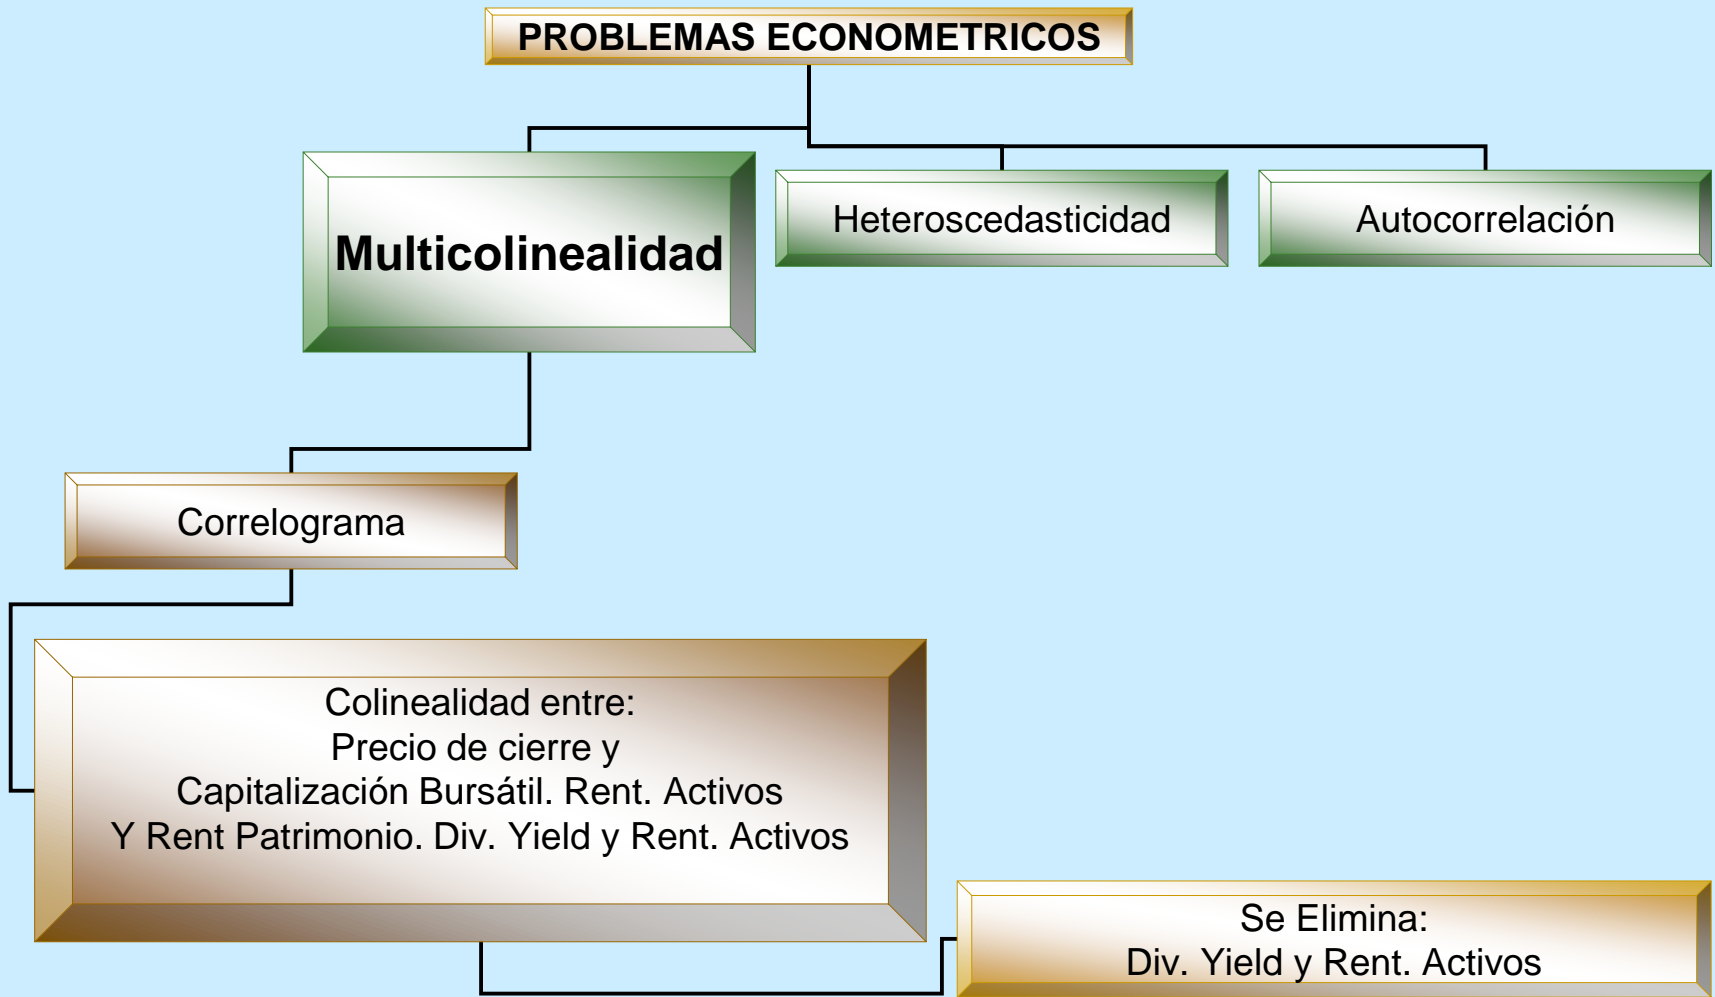 PROBLEMAS ECONOMETRICOS
Multicolinealidad
Heteroscedasticidad
Autocorrelación
Correlograma
Colinealidad entre:
Precio de cierre y
Capitalización Bursátil. Rent. Activos
Y Rent Patrimonio. Div. Yield y Rent. Activos
Se Elimina:
Div. Yield y Rent. Activos